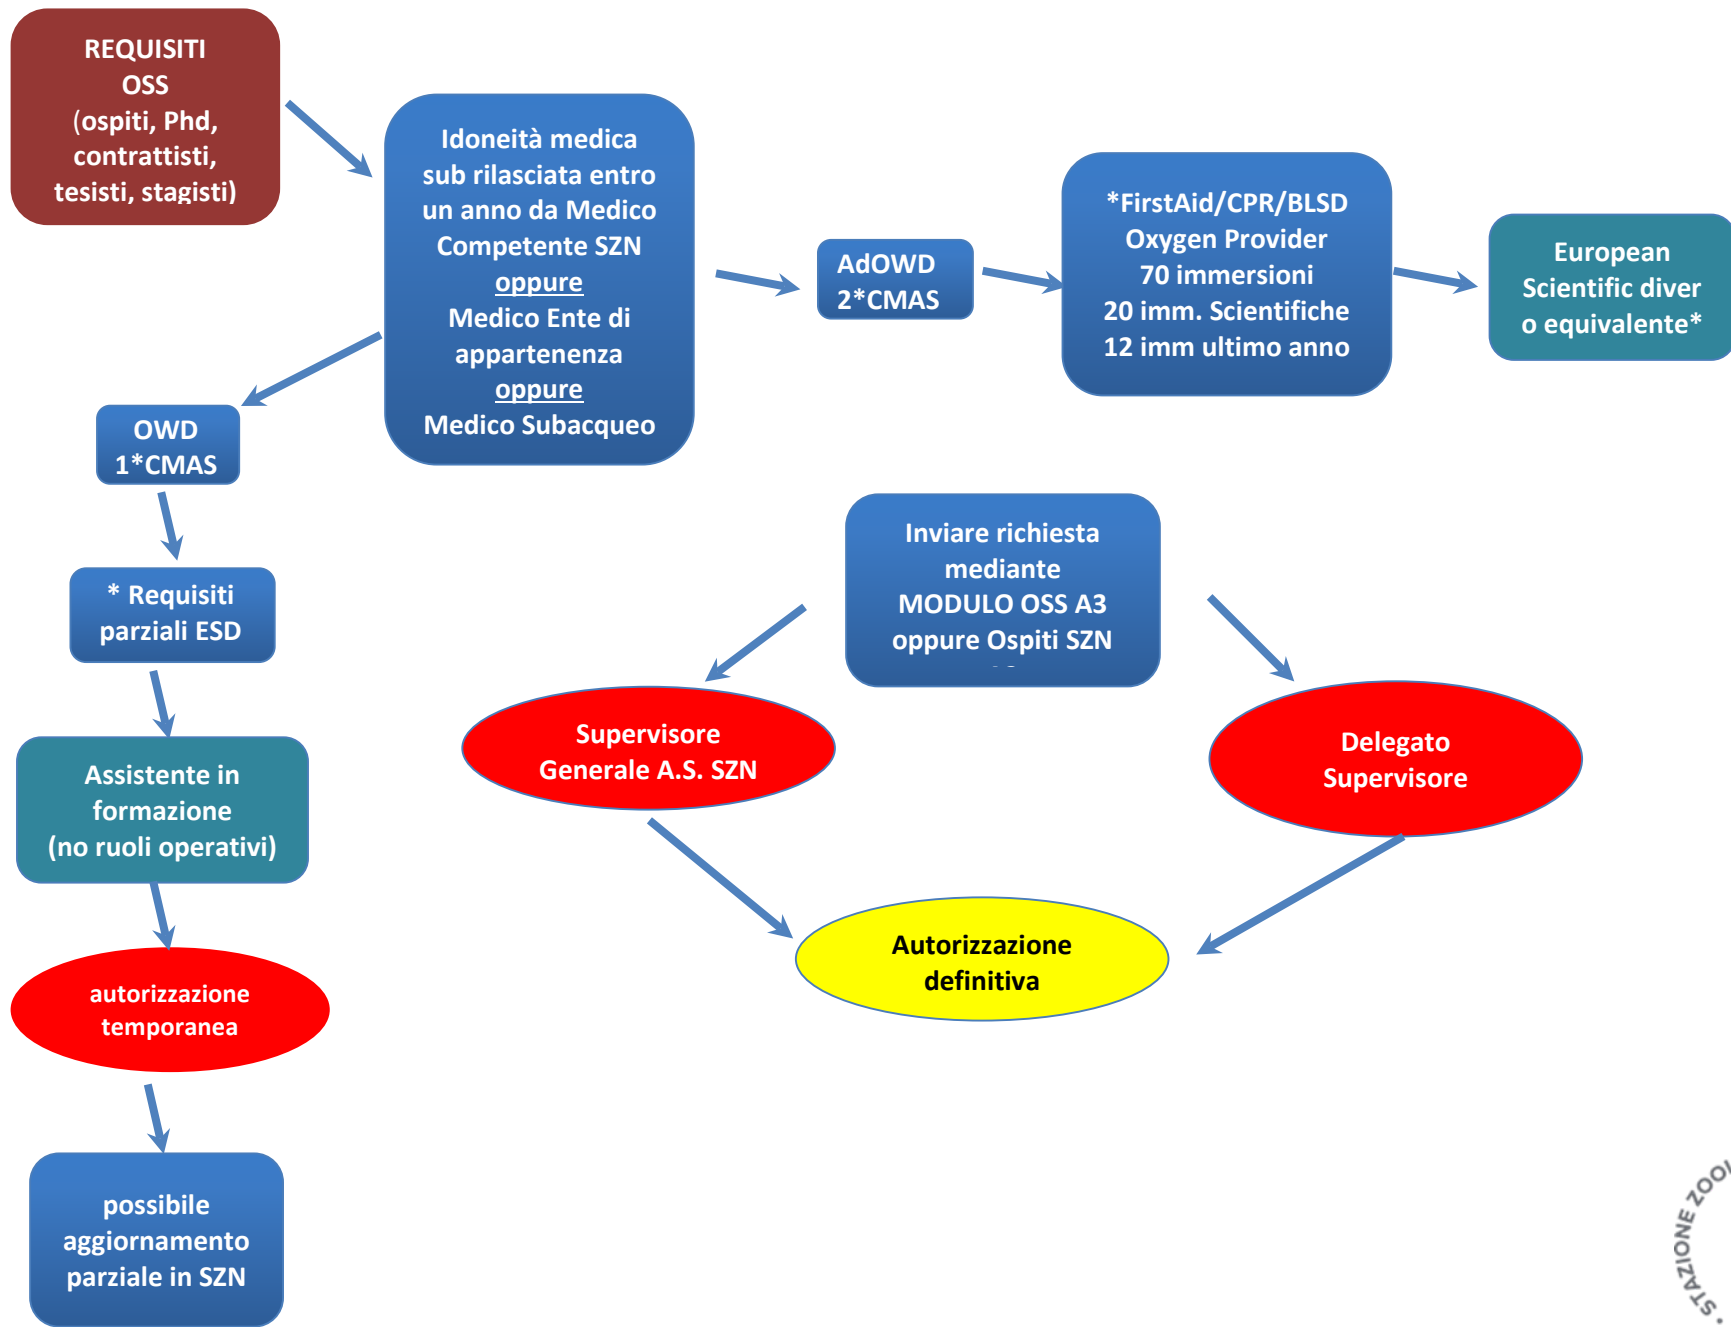 REQUISITI
OSS
(ospiti, Phd,
contrattisti,
tesisti, stagisti)
Idoneità medica
sub rilasciata entro
un anno da Medico
Competente SZN
oppure
Medico Ente di
appartenenza
oppure
Medico Subacqueo
AdOWD
2*CMAS
*FirstAid/CPR/BLSD
Oxygen Provider
70 immersioni
20 imm. Scientifiche
12 imm ultimo anno
European
Scientific diver
o equivalente*
OWD
1*CMAS
* Requisiti
parziali ESD
Assistente in
formazione
(no ruoli operativi)
autorizzazione
temporanea
possibile
aggiornamento
parziale in SZN
Inviare richiesta
mediante
MODULO OSS A3
oppure Ospiti SZN
Supervisore
Generale A.S. SZN
Delegato
Supervisore
Autorizzazione
definitiva
STAZIONE